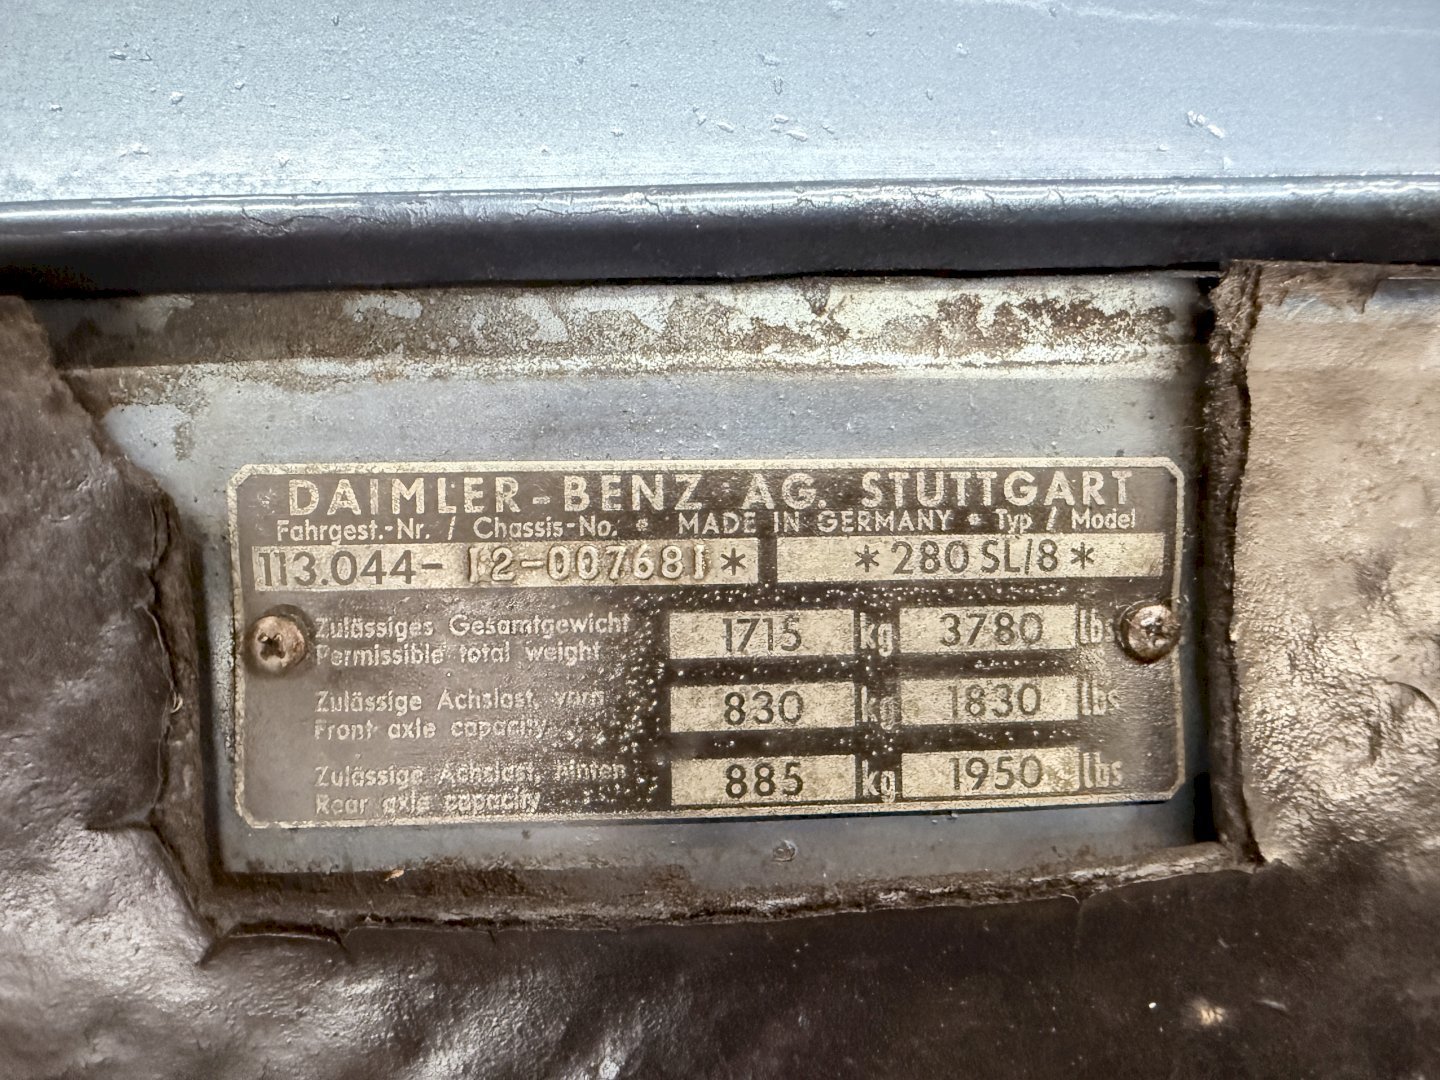 DAIMLER-BENZ AG. STUTTGART
Fahrgest.-Nr. / Chassis-No. • MADE IN GERMANY • Typ / Model
113.044-12-007681* *280 SL/8*
Zulässiges Gesamtgewicht
Permissible total weight
1715 kg 3780 lbs
Zulässige Achslast, vorn
Front axle capacity
830 kg 1830 lbs
Zulässige Achslast, hinten
Rear axle capacity
885 kg 1950 lbs